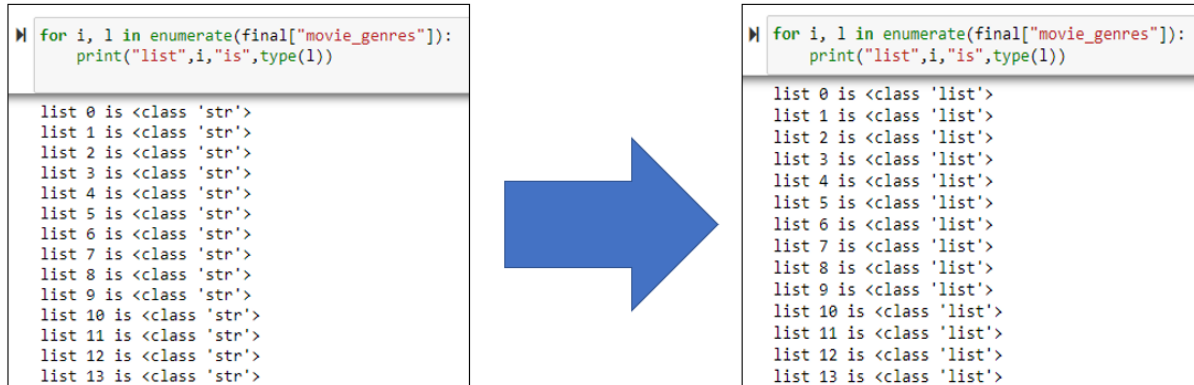 for i, l in enumerate(final["movie_genres"]):
    print("list",i,"is",type(l))
list 0 is <class 'str'>
list 1 is <class 'str'>
list 2 is <class 'str'>
list 3 is <class 'str'>
list 4 is <class 'str'>
list 5 is <class 'str'>
list 6 is <class 'str'>
list 7 is <class 'str'>
list 8 is <class 'str'>
list 9 is <class 'str'>
list 10 is <class 'str'>
list 11 is <class 'str'>
list 12 is <class 'str'>
list 13 is <class 'str'>
for i, l in enumerate(final["movie_genres"]):
    print("list",i,"is",type(l))
list 0 is <class 'list'>
list 1 is <class 'list'>
list 2 is <class 'list'>
list 3 is <class 'list'>
list 4 is <class 'list'>
list 5 is <class 'list'>
list 6 is <class 'list'>
list 7 is <class 'list'>
list 8 is <class 'list'>
list 9 is <class 'list'>
list 10 is <class 'list'>
list 11 is <class 'list'>
list 12 is <class 'list'>
list 13 is <class 'list'>